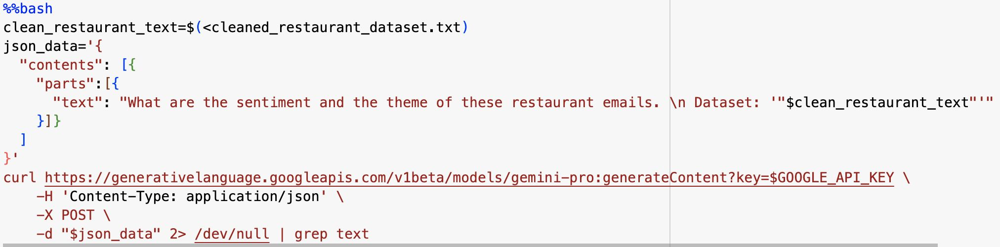 %%bash
clean_restaurant_text=$(<cleaned_restaurant_dataset.txt)
json_data='{
  "contents": [{
    "parts":[{
      "text": "What are the sentiment and the theme of these restaurant emails. \n Dataset: '"$clean_restaurant_text"'"
    }]}
  ]
}'
curl https://generativelanguage.googleapis.com/v1beta/models/gemini-pro:generateContent?key=$GOOGLE_API_KEY \
    -H 'Content-Type: application/json' \
    -X POST \
    -d "$json_data" 2> /dev/null | grep text